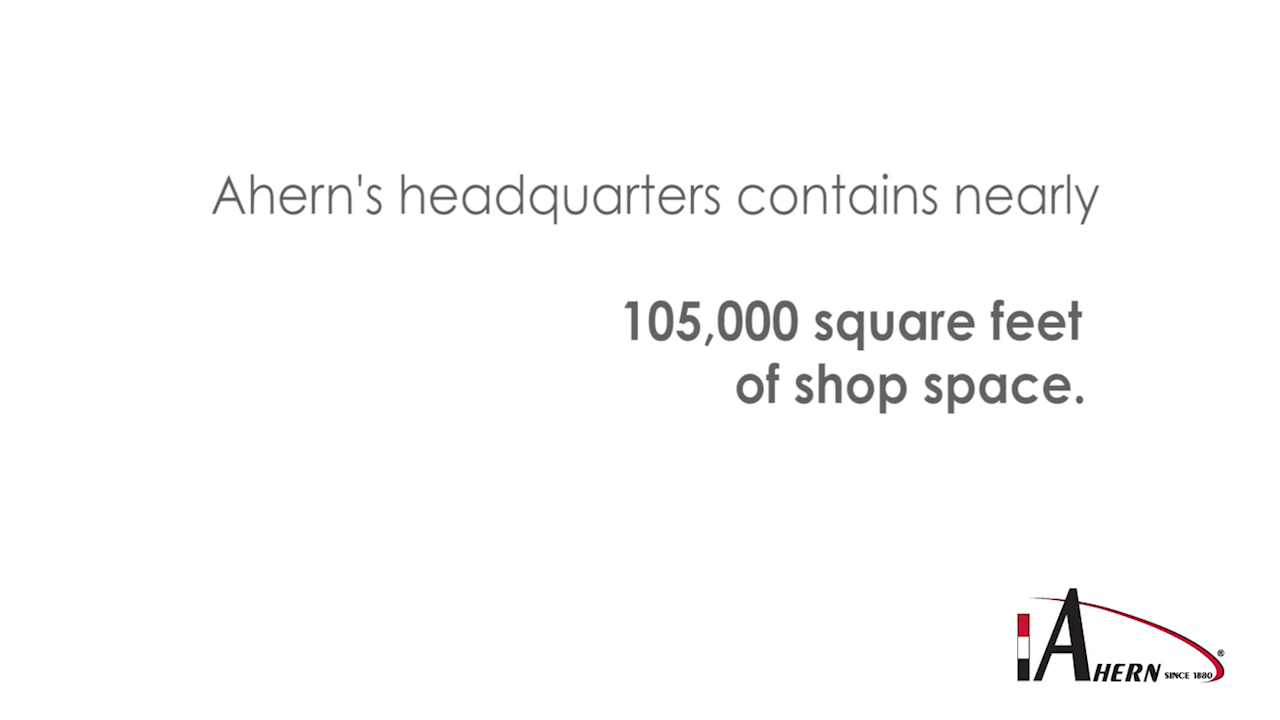 Ahern's headquarters contains nearly
105,000 square feet
of shop space.
AHERN SINCE 1880®